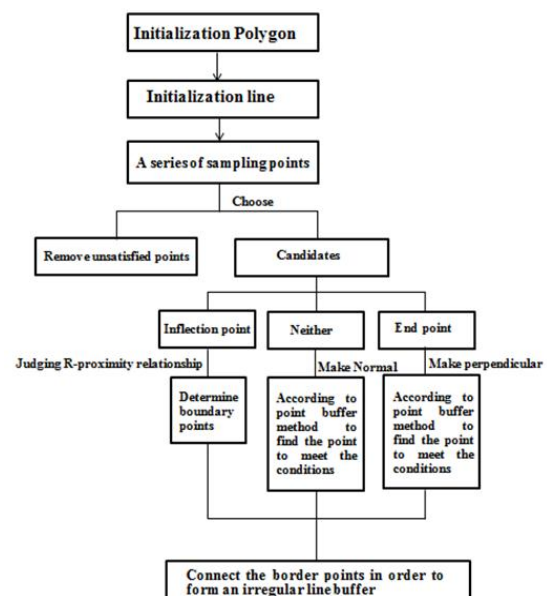 Initialization Polygon
Initialization line
A series of sampling points
Choose
Remove unsatisfied points
Candidates
Inflection point
Neither
End point
Judging R-proximity relationship
Make Normal
Make perpendicular
Determine
boundary
points
According to
point buffer
method to
find the point
to meet the
conditions
According to
point buffer
method to
find the point
to meet the
conditions
Connect the border points in order to
form an irregular line buffer